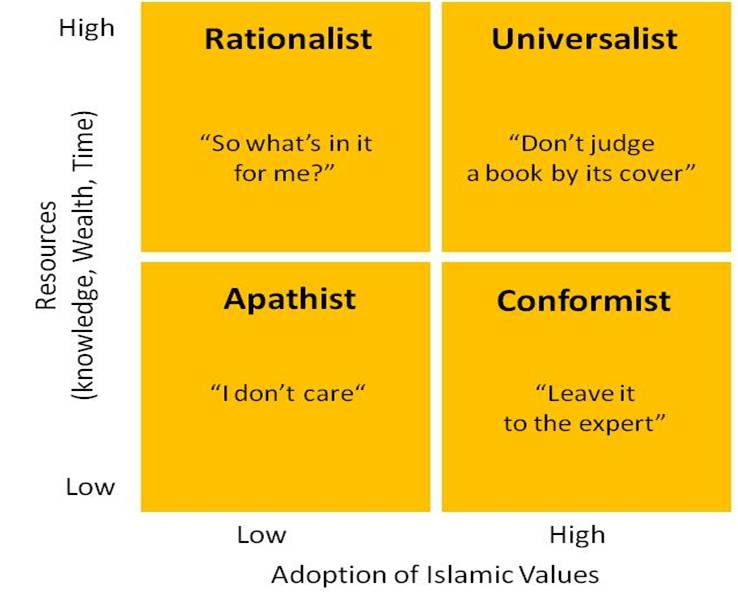 High
Rationalist
Universalist
“So what’s in it
for me?”
“Don’t judge
a book by its cover”
Resources
(knowledge, Wealth, Time)
Apathist
Conformist
“I don’t care“
“Leave it
to the expert”
Low
Low
High
Adoption of Islamic Values